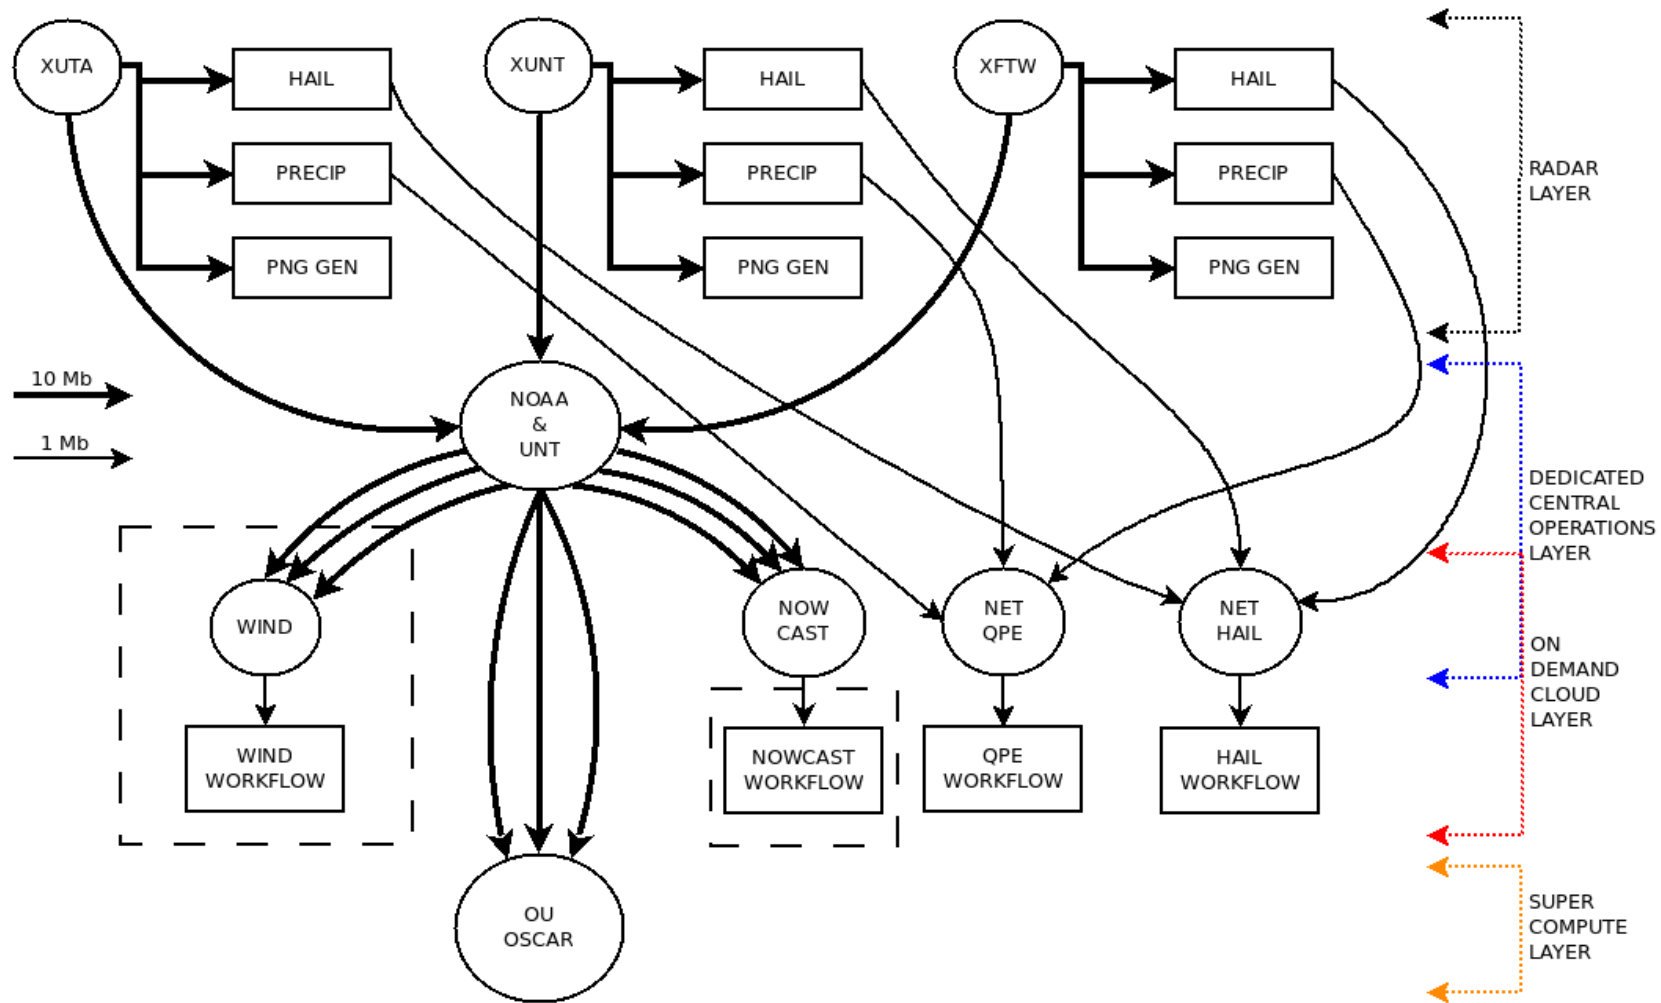 XUTA
HAIL
PRECIP
PNG GEN
XUNT
HAIL
PRECIP
PNG GEN
XFTW
HAIL
PRECIP
PNG GEN
RADAR
LAYER
10 Mb
1 Mb
NOAA
&
UNT
DEDICATED
CENTRAL
OPERATIONS
LAYER
WIND
NOW
CAST
NET
QPE
NET
HAIL
ON
DEMAND
CLOUD
LAYER
WIND
WORKFLOW
NOWCAST
WORKFLOW
QPE
WORKFLOW
HAIL
WORKFLOW
OU
OSCAR
SUPER
COMPUTE
LAYER